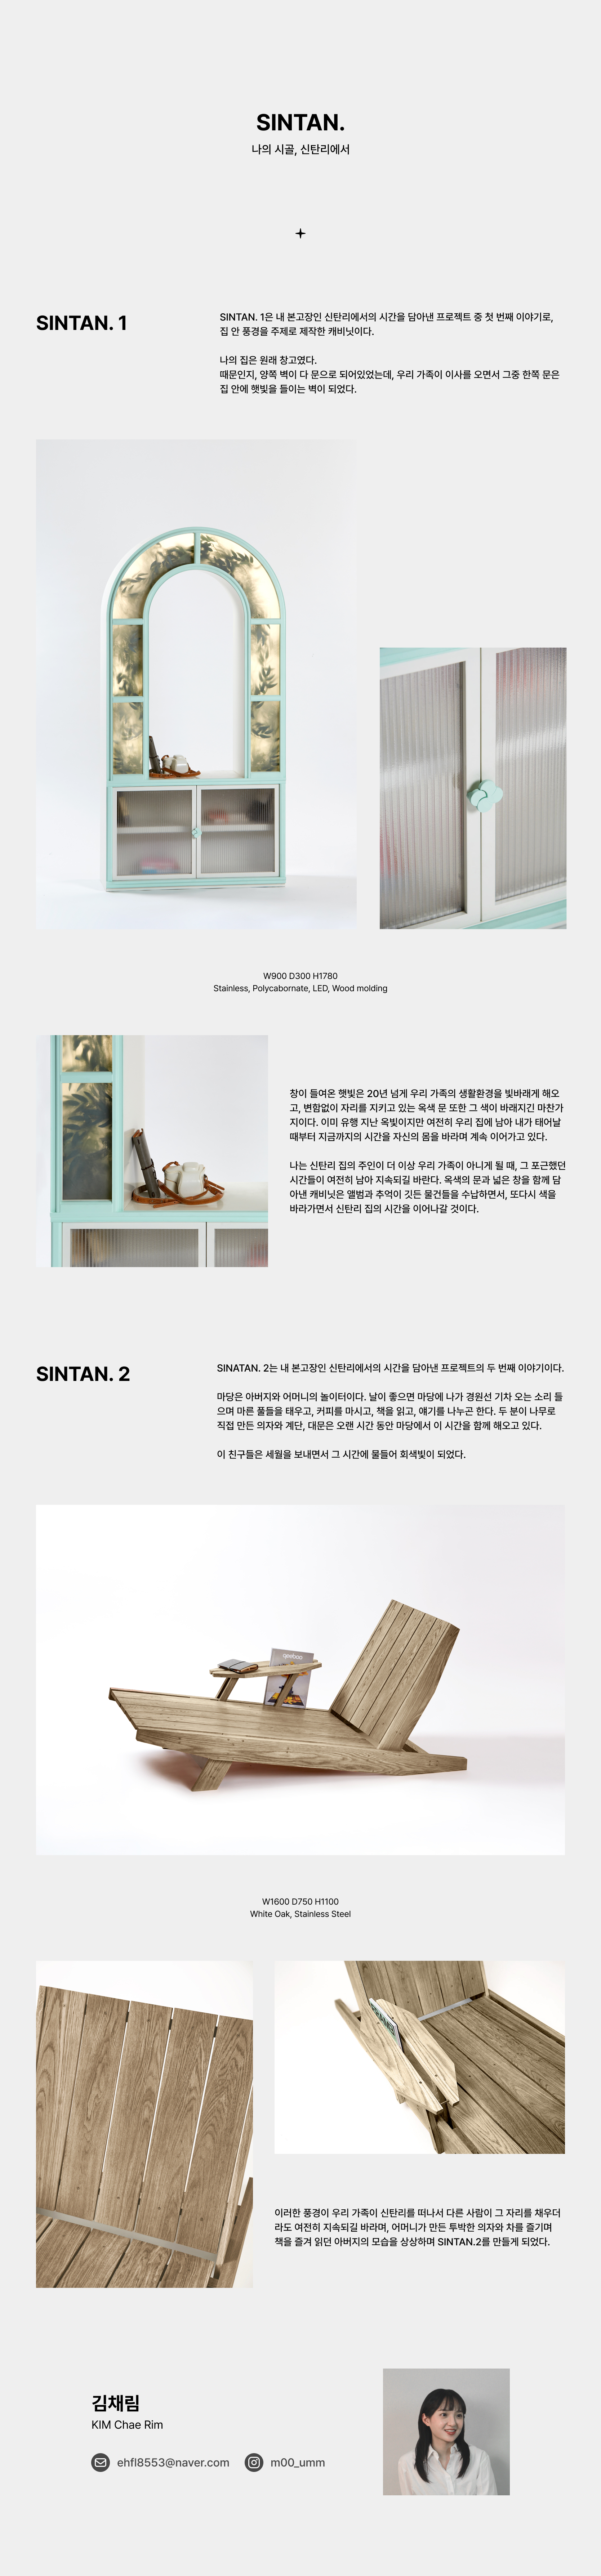 SINTAN.
나의 시골, 신탄리에서
SINTAN. 1
SINTAN. 1은 내 본고장인 신탄리에서의 시간을 담아낸 프로젝트 중 첫 번째 이야기로,
집 안 풍경을 주제로 제작한 캐비닛이다.
나의 집은 원래 창고였다.
때문인지, 양쪽 벽이 다 문으로 되어있었는데, 우리 가족이 이사를 오면서 그중 한쪽 문은
집 안에 햇빛을 들이는 벽이 되었다.
W900 D300 H1780
Stainless, Polycabornate, LED, Wood molding
창이 들여온 햇빛은 20년 넘게 우리 가족의 생활환경을 빛바래게 해오
고, 변함없이 자리를 지키고 있는 옥색 문 또한 그 색이 바래지긴 마찬가
지이다. 이미 유행 지난 옥빛이지만 여전히 우리 집에 남아 내가 태어날
때부터 지금까지의 시간을 자신의 몸을 바라며 계속 이어가고 있다.
나는 신탄리 집의 주인이 더 이상 우리 가족이 아니게 될 때, 그 포근했던
시간들이 여전히 남아 지속되길 바란다. 옥색의 문과 넓은 창을 함께 담
아낸 캐비닛은 앨범과 추억이 깃든 물건들을 수납하면서, 또다시 색을
바라가면서 신탄리 집의 시간을 이어나갈 것이다.
SINTAN. 2
SINATAN. 2는 내 본고장인 신탄리에서의 시간을 담아낸 프로젝트의 두 번째 이야기이다.
마당은 아버지와 어머니의 놀이터이다. 날이 좋으면 마당에 나가 경원선 기차 오는 소리 들
으며 마른 풀들을 태우고, 커피를 마시고, 책을 읽고, 얘기를 나누곤 한다. 두 분이 나무로
직접 만든 의자와 계단, 대문은 오랜 시간 동안 마당에서 이 시간을 함께 해오고 있다.
이 친구들은 세월을 보내면서 그 시간에 물들어 회색빛이 되었다.
qeeboo
W1600 D750 H1100
White Oak, Stainless Steel
이러한 풍경이 우리 가족이 신탄리를 떠나서 다른 사람이 그 자리를 채우더
라도 여전히 지속되길 바라며, 어머니가 만든 투박한 의자와 차를 즐기며
책을 즐겨 읽던 아버지의 모습을 상상하며 SINTAN.2를 만들게 되었다.
김채림
KIM Chae Rim
ehfl8553@naver.com
m00_umm